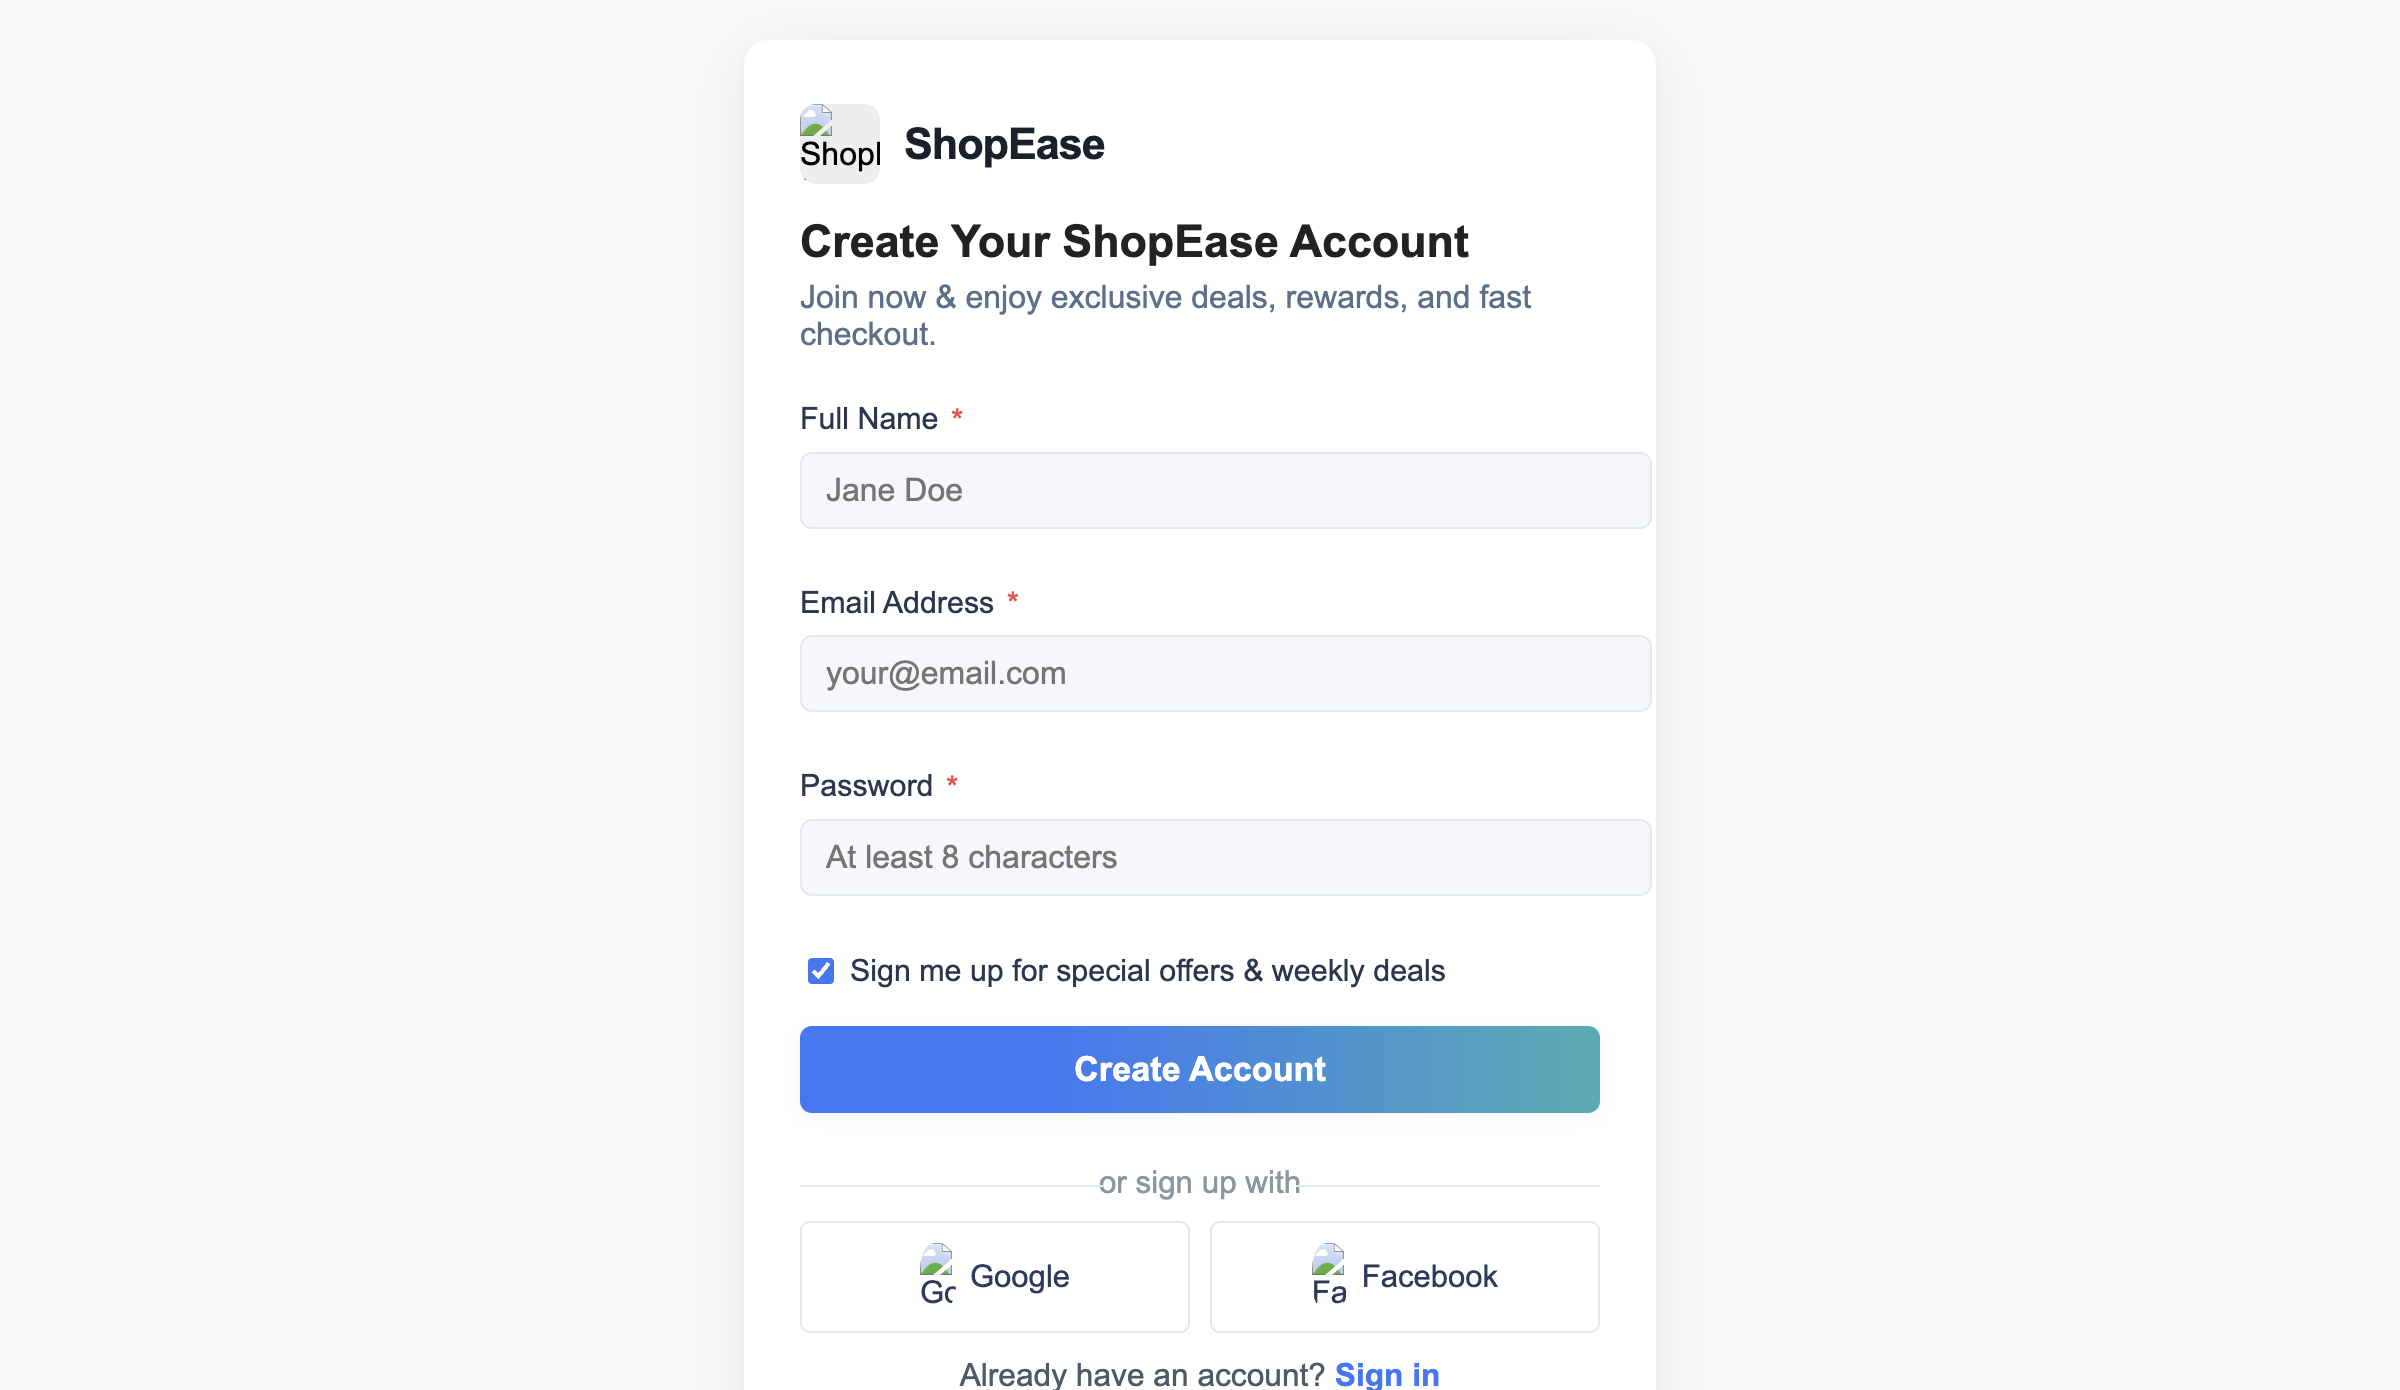 Shopl
ShopEase
Create Your ShopEase Account
Join now & enjoy exclusive deals, rewards, and fast
checkout.
Full Name *
Jane Doe
Email Address *
your@email.com
Password *
At least 8 characters
Sign me up for special offers & weekly deals
Create Account
or sign up with
Go Google
Fa Facebook
Already have an account? Sign in